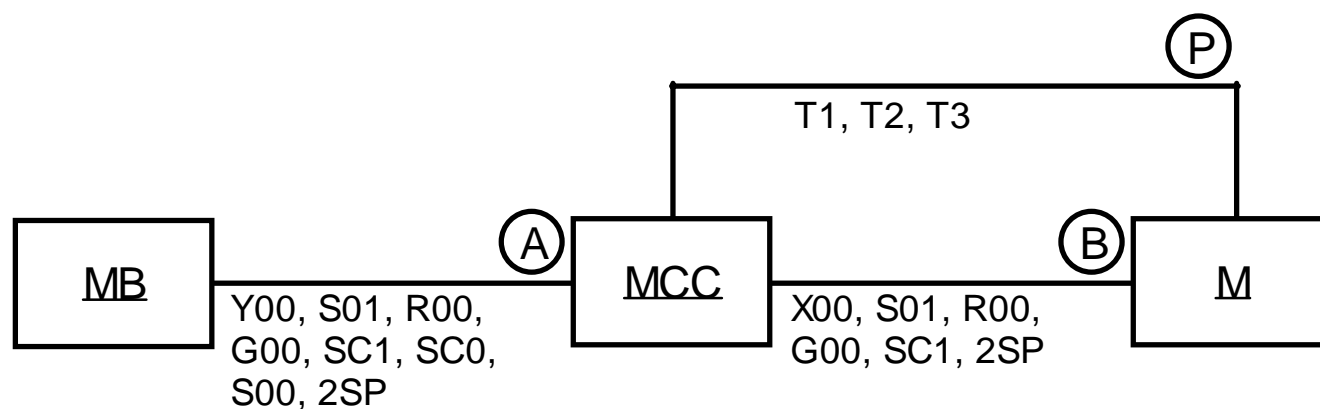 P
T1, T2, T3
A
B
MB
MCC
M
Y00, S01, R00,
G00, SC1, SC0,
S00, 2SP
X00, S01, R00,
G00, SC1, 2SP